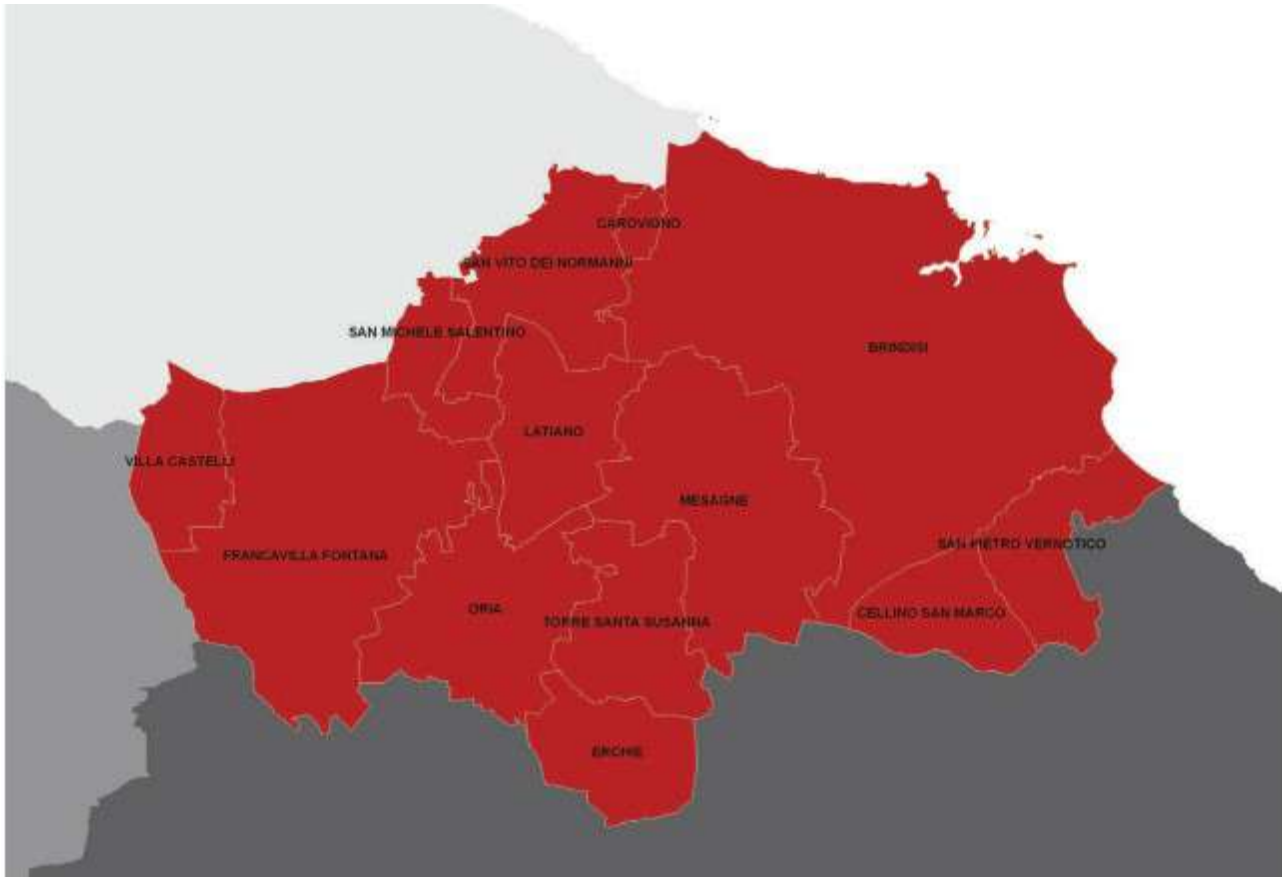 CAROVIGNO
SAN VITO DEI NORMANNI
SAN MICHELE SALENTINO
BRINDISI
LATIANO
VILLA CASTELLI
MESAGNE
FRANCAVILLA FONTANA
SAN PIETRO VERNOTICO
ORIA
CELLINO SAN MARCO
TORRE SANTA SUSANNA
ERCHIE